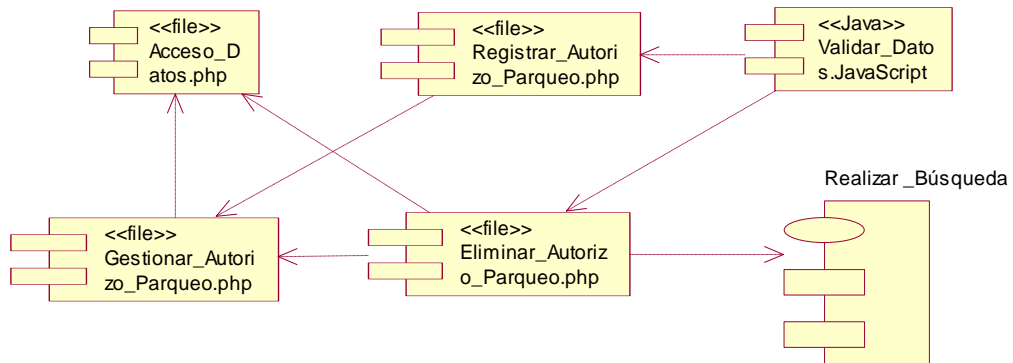 <<file>>
Acceso_D
atos.php
<<file>>
Registrar_Autori
zo_Parqueo.php
<<Java>>
Validar_Dato
s.JavaScript
Realizar _Búsqueda
<<file>>
Gestionar_Autori
zo_Parqueo.php
<<file>>
Eliminar_Autoriz
o_Parqueo.php